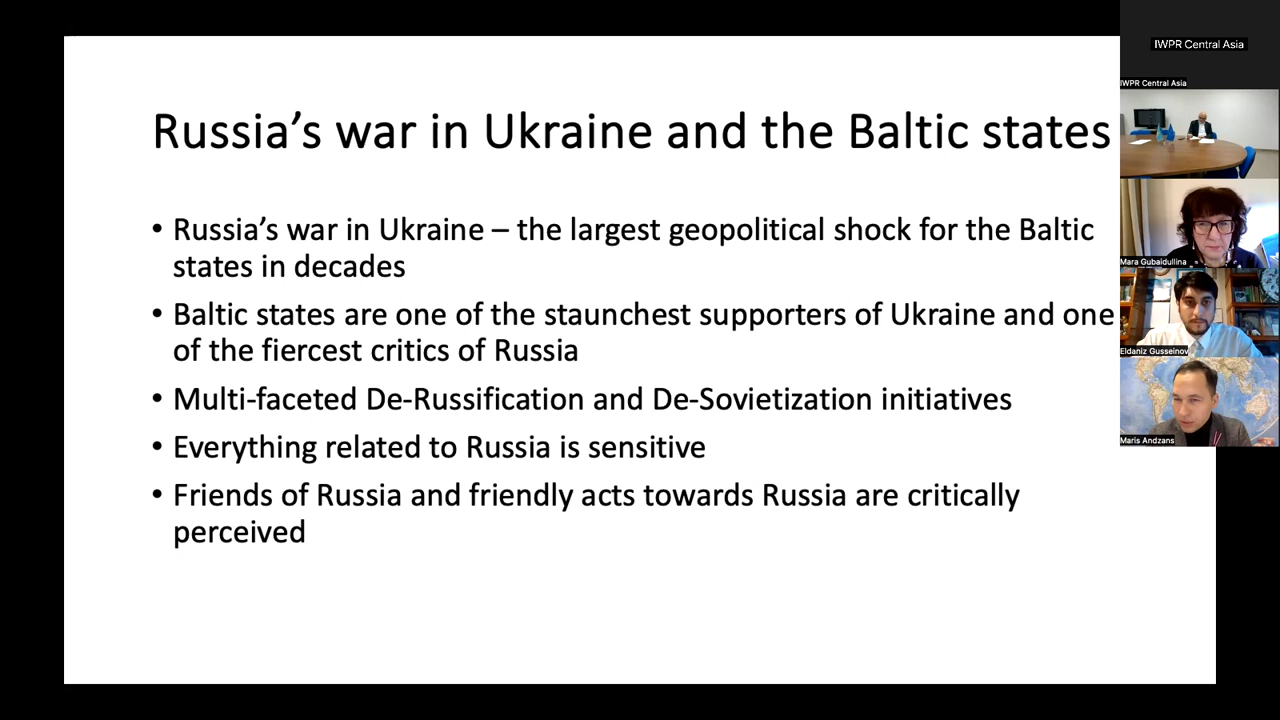 Russia’s war in Ukraine and the Baltic states
• Russia’s war in Ukraine – the largest geopolitical shock for the Baltic
states in decades
• Baltic states are one of the staunchest supporters of Ukraine and one
of the fiercest critics of Russia
• Multi-faceted De-Russification and De-Sovietization initiatives
• Everything related to Russia is sensitive
• Friends of Russia and friendly acts towards Russia are critically
perceived
IWPR Central Asia
IWPR Central Asia
Mara Gubaidullina
Eldaniz Gusseinov
Maris Andzans